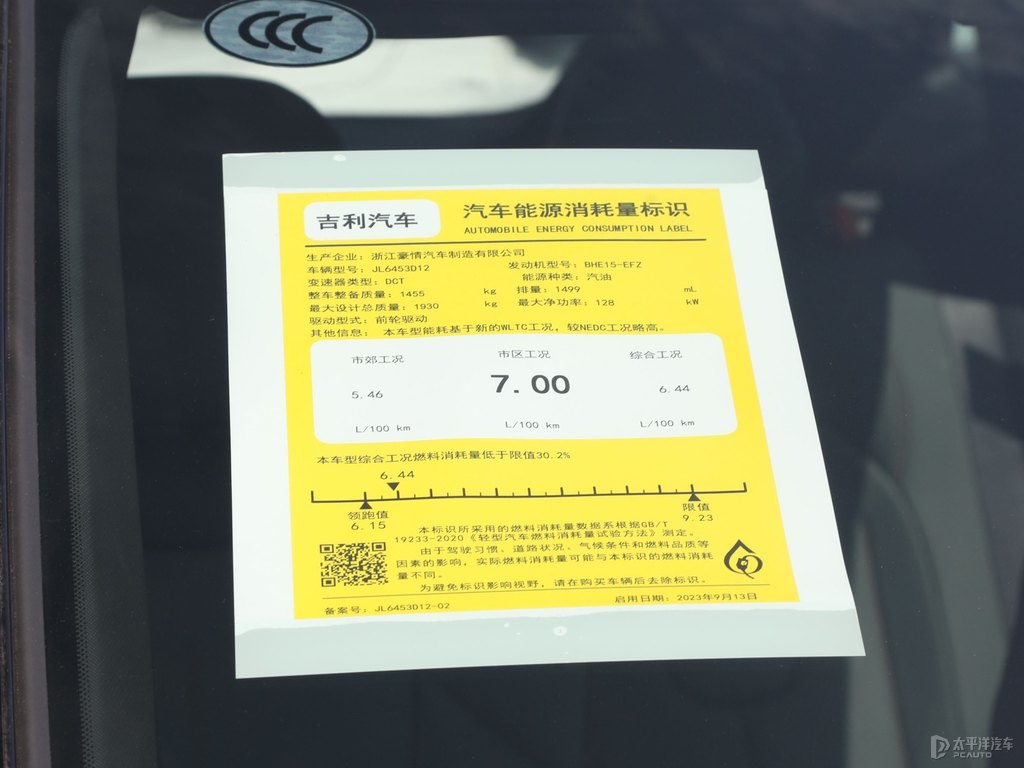 CCC
吉利汽车
汽车能源消耗量标识
AUTOMOBILE ENERGY CONSUMPTION LABEL
生产企业：浙江豪情汽车制造有限公司
车辆型号：JL6453D12 发动机型号：BHE15-EFZ
变速器类型：DCT 能源种类：汽油
整车整备质量：1455 kg 排量：1499 mL
最大设计总质量：1930 kg 最大净功率：128 kW
驱动型式：前轮驱动
其他信息： 本车型能耗基于新的WLTC工况，较NEDC工况略高。
市郊工况 市区工况 综合工况
5.46 7.00 6.44
L/100 km L/100 km L/100 km
本车型综合工况燃料消耗量低于限值30.2%
6.44
领跑值 限值
6.15 9.23
本标识所采用的燃料消耗量数据系根据GB/T
19233-2020《轻型汽车燃料消耗量试验方法》测定。
由于驾驶习惯、道路状况、气候条件和燃料品质等
因素的影响，实际燃料消耗量可能与本标识的燃料消耗
量不同。
为避免标识影响视野，请在购买车辆后去除标识。
备案号：JL6453D12-02 启用日期：2023年9月13日
太平洋汽车
PCAUTO